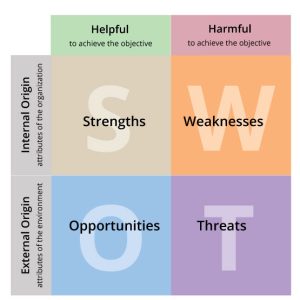 Helpful
to achieve the objective
Harmful
to achieve the objective
Internal Origin
attributes of the organization
S
Strengths
W
Weaknesses
External Origin
attributes of the environment
O
Opportunities
T
Threats